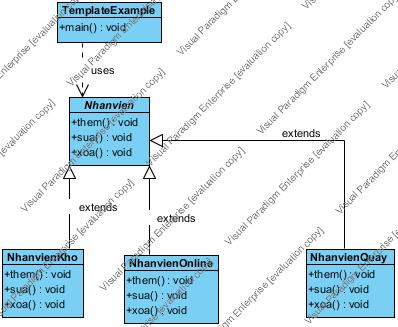 TemplateExample
+main() : void
uses
Nhanvien
+them() : void
+sua() : void
+xoa() : void
extends
extends
extends
NhanvienKho
+them() : void
+sua() : void
+xoa() : void
NhanvienOnline
+them() : void
+sua() : void
+xoa() : void
NhanvienQuay
+them() : void
+sua() : void
+xoa() : void
Visual Paradigm Enterprise [evaluation copy]